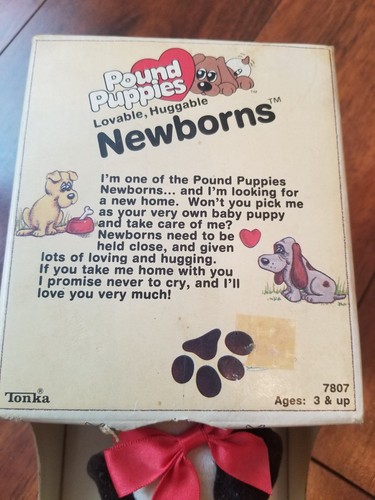 Pound
Puppies
™
Lovable, Huggable
Newborns™
I'm one of the Pound Puppies
Newborns... and I'm looking for
a new home. Won't you pick me
as your very own baby puppy
and take care of me?
Newborns need to be
held close, and given
lots of loving and hugging.
If you take me home with you
I promise never to cry, and I'll
love you very much!
Tonka®
7807
Ages: 3 & up